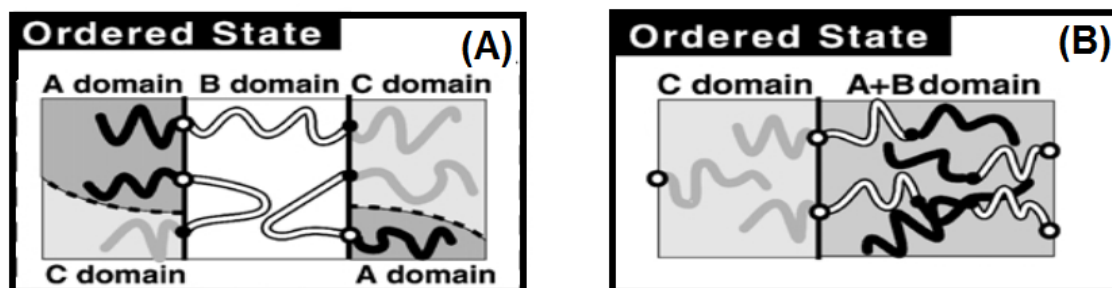 Ordered State
(A)
A domain B domain C domain
C domain
A domain
Ordered State
(B)
C domain
A+B domain